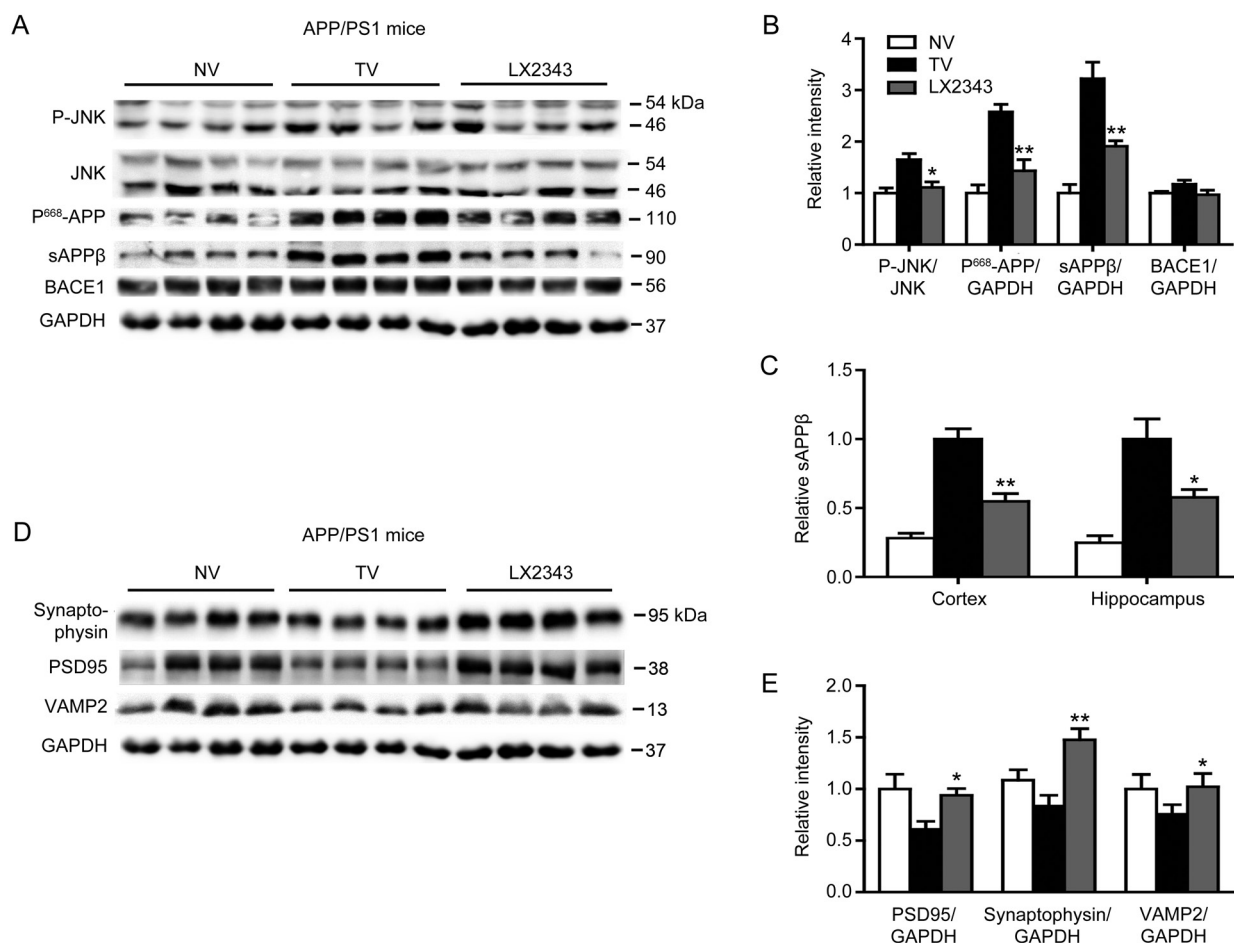 A
APP/PS1 mice
NV TV LX2343
P-JNK
54 kDa
46
JNK
54
46
P⁶⁶⁸-APP
110
sAPPβ
90
BACE1
56
GAPDH
37
B
Relative intensity
4
3
2
1
0
NV
TV
LX2343
*
**
**
P-JNK/
JNK
P⁶⁶⁸-APP/
GAPDH
sAPPβ/
GAPDH
BACE1/
GAPDH
C
Relative sAPPβ
1.5
1.0
0.5
0.0
**
*
Cortex
Hippocampus
D
APP/PS1 mice
NV TV LX2343
Synapto-
physin
95 kDa
PSD95
38
VAMP2
13
GAPDH
37
E
Relative intensity
2.0
1.5
1.0
0.5
0.0
*
**
*
PSD95/
GAPDH
Synaptophysin/
GAPDH
VAMP2/
GAPDH